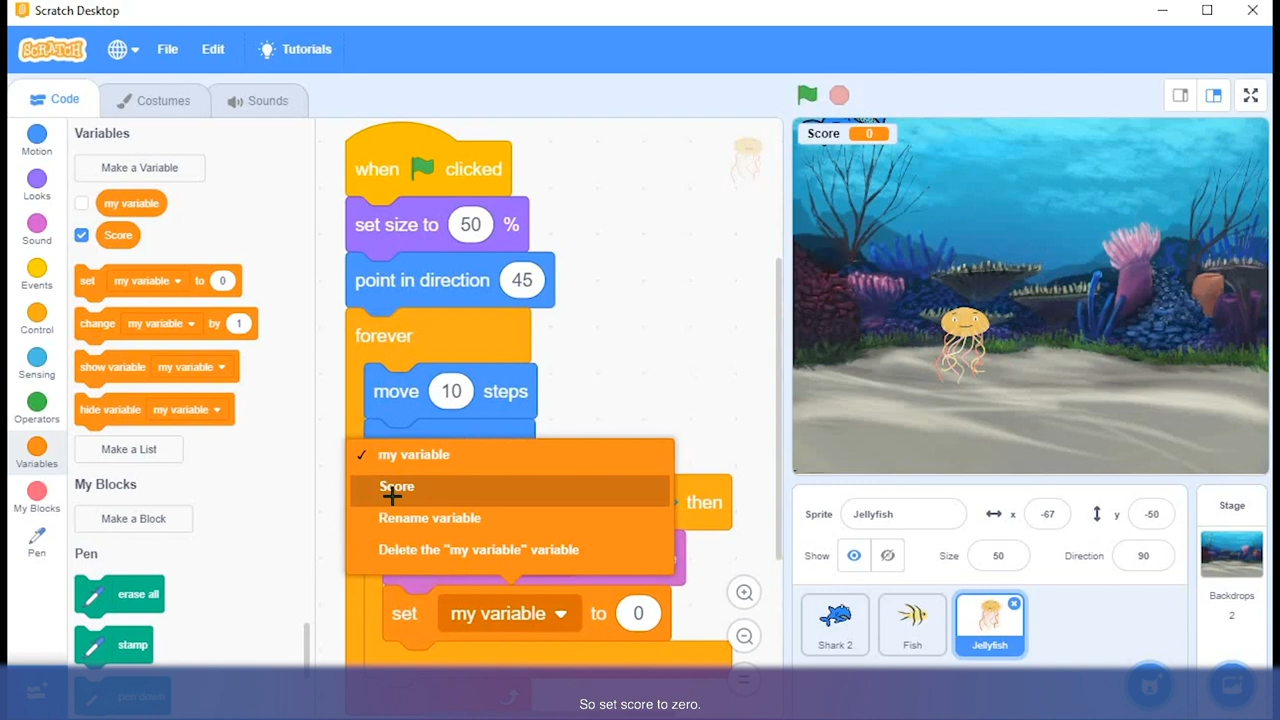 Scratch Desktop
SCRATCH
File
Edit
Tutorials
Code
Costumes
Sounds
Motion
Looks
Sound
Events
Control
Sensing
Operators
Variables
My Blocks
Pen
Variables
Make a Variable
my variable
Score
set my variable to 0
change my variable by 1
show variable my variable
hide variable my variable
Make a List
My Blocks
Make a Block
Pen
erase all
stamp
pen down
when clicked
set size to 50 %
point in direction 45
forever
move 10 steps
my variable
Score
Rename variable
Delete the "my variable" variable
then
set my variable to 0
Score 0
Sprite Jellyfish x -67 y -50
Show Size 50 Direction 90
Shark 2
Fish
Jellyfish
Stage
Backdrops
2
So set score to zero.